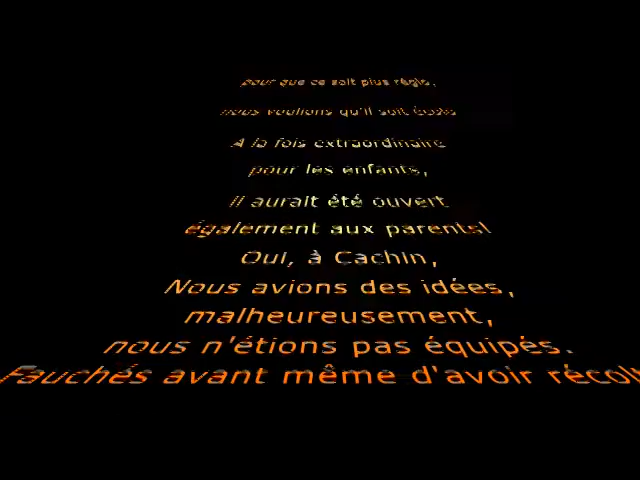 pour que ce soit plus réglo,
nous voulions qu'il soit
A la fois extraordinaire
pour les enfants,
Il aurait été ouvert
également aux parents!
Oui, à Cachin,
Nous avions des idées,
malheureusement,
nous n'étions pas équipés.
Fauchés avant même d'avoir récolt